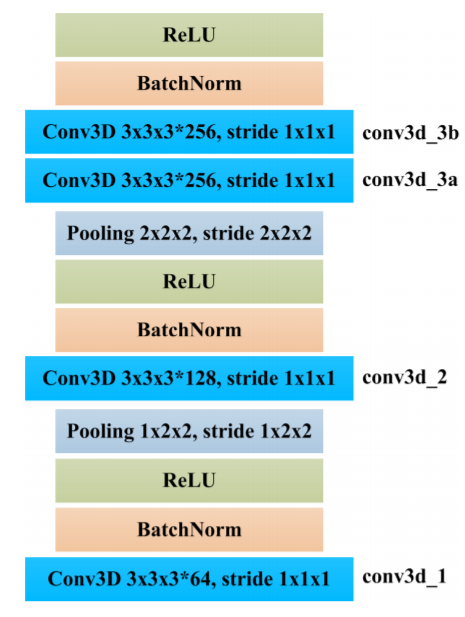 ReLU
BatchNorm
Conv3D 3x3x3*256, stride 1x1x1 conv3d_3b
Conv3D 3x3x3*256, stride 1x1x1 conv3d_3a
Pooling 2x2x2, stride 2x2x2
ReLU
BatchNorm
Conv3D 3x3x3*128, stride 1x1x1 conv3d_2
Pooling 1x2x2, stride 1x2x2
ReLU
BatchNorm
Conv3D 3x3x3*64, stride 1x1x1 conv3d_1